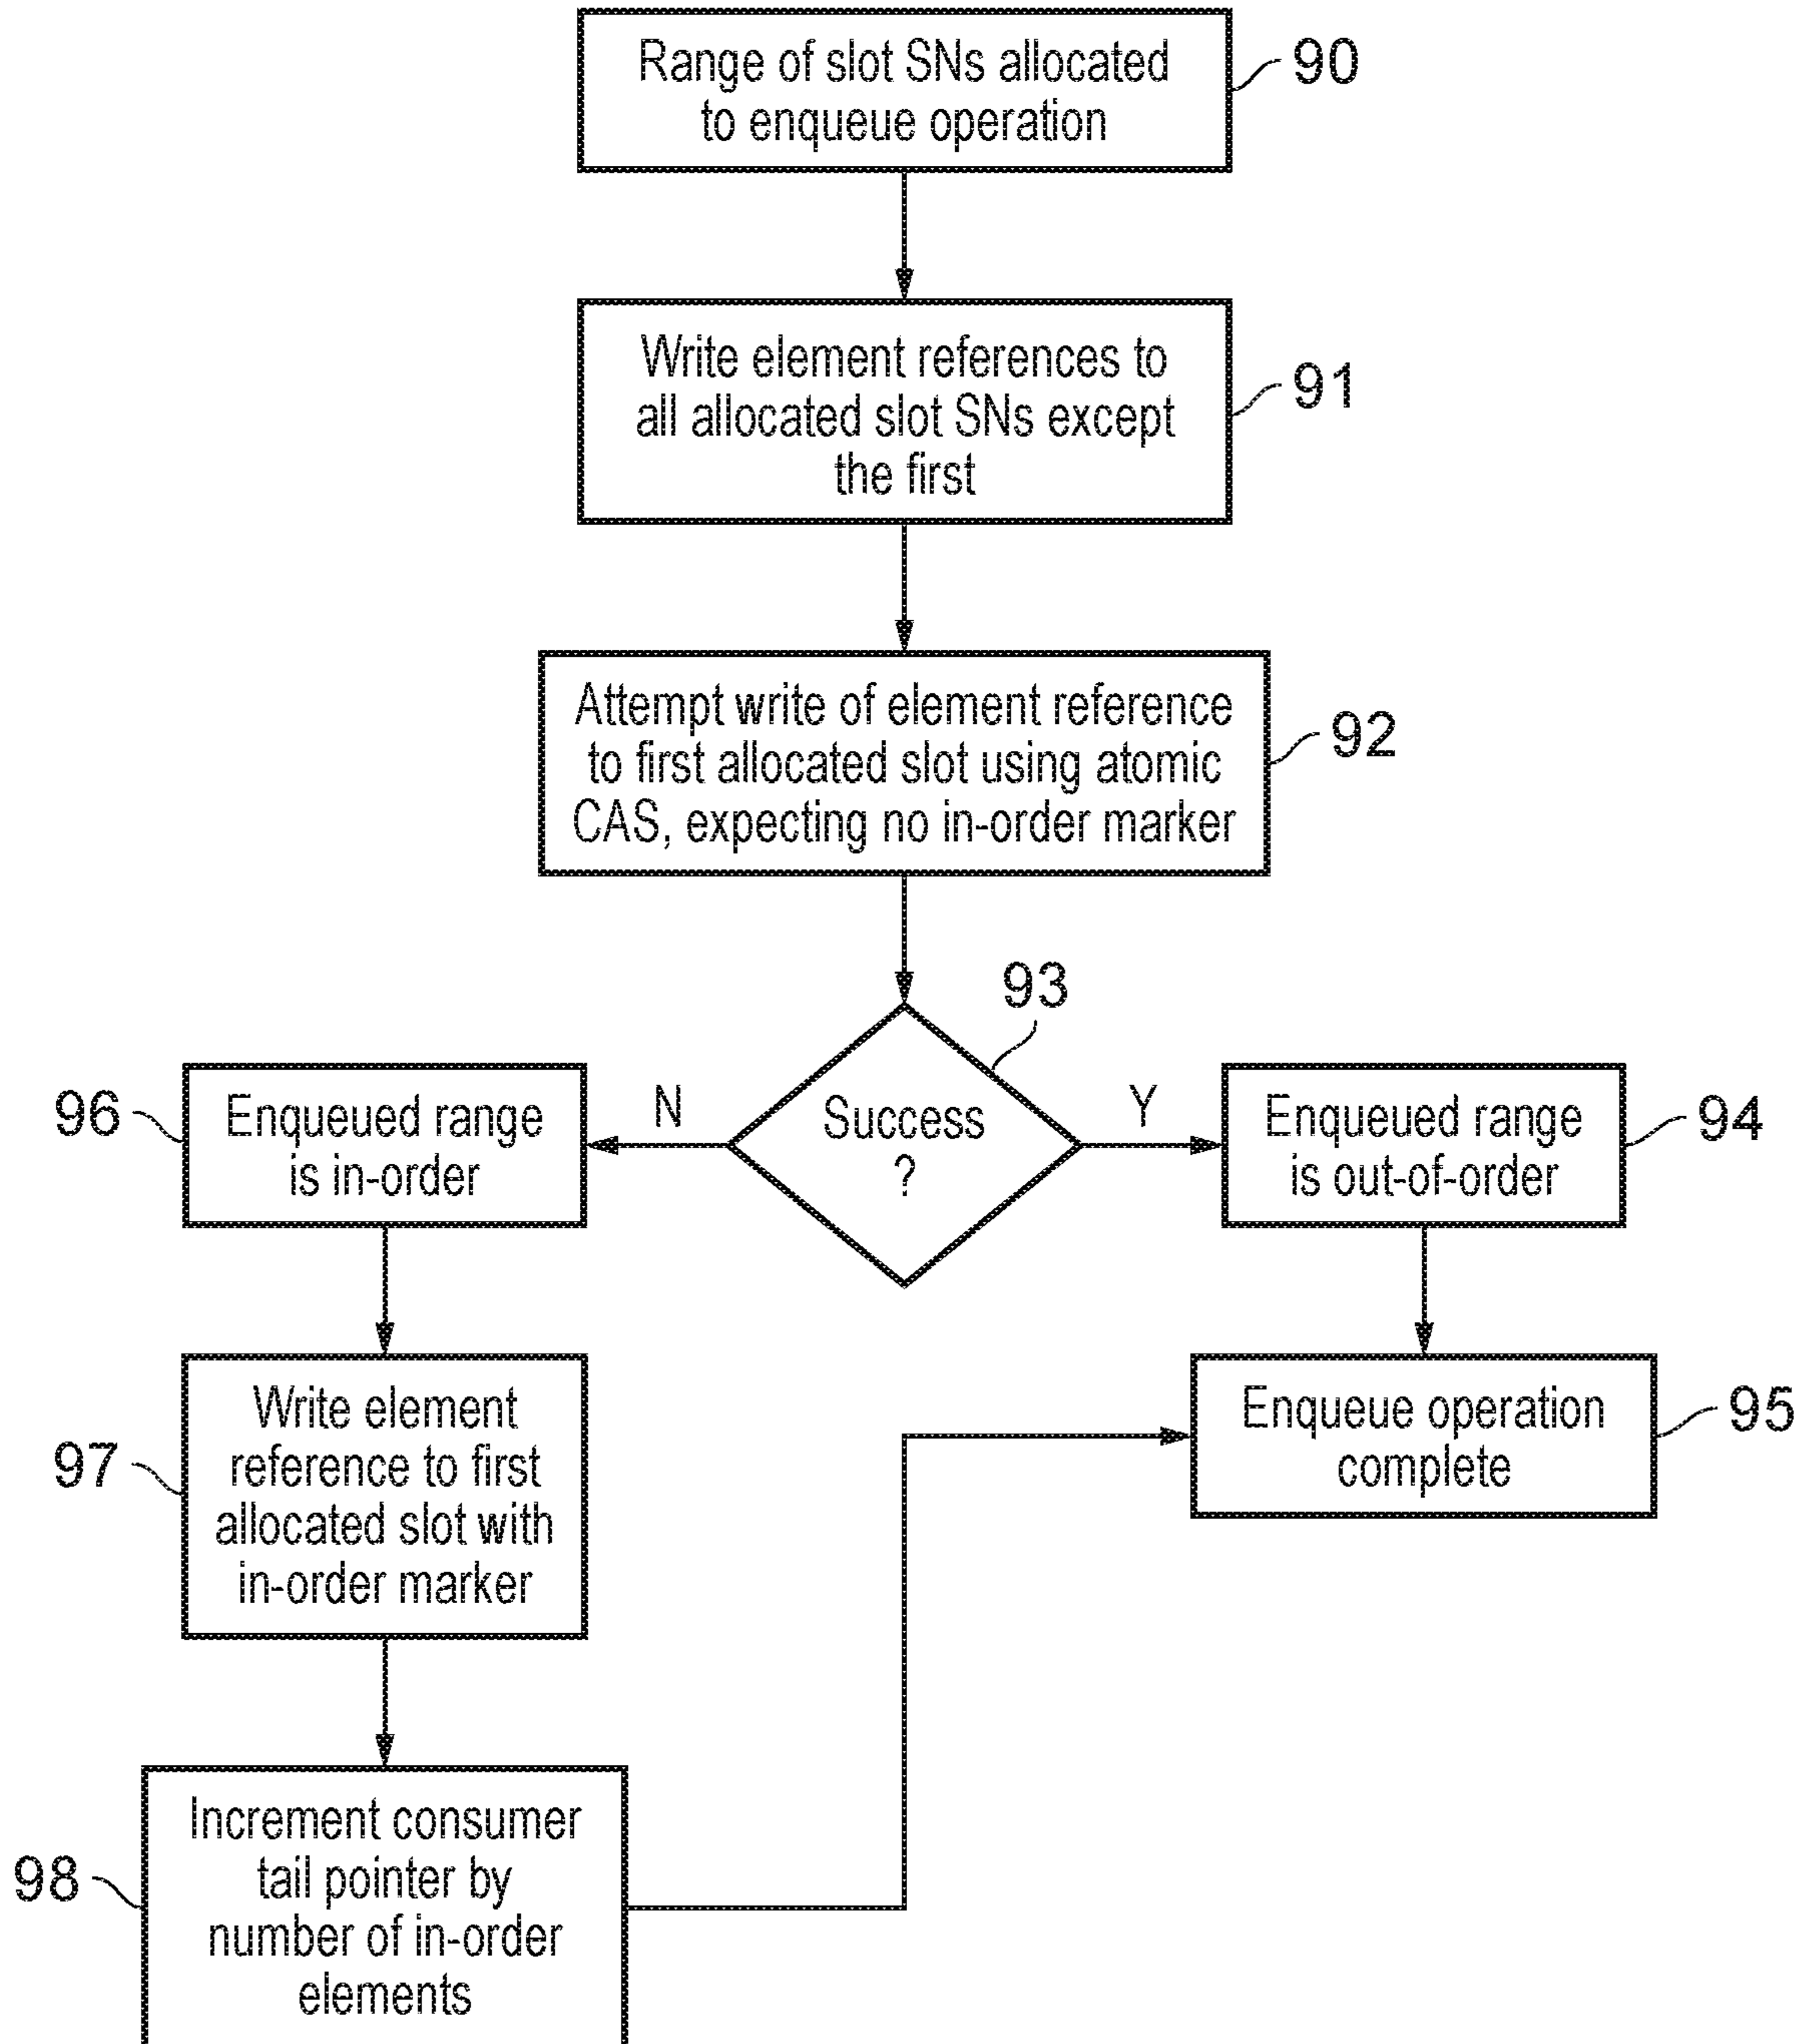 Range of slot SNs allocated
to enqueue operation
90
Write element references to
all allocated slot SNs except
the first
91
Attempt write of element reference
to first allocated slot using atomic
CAS, expecting no in-order marker
92
93
Success
?
N
Y
96
Enqueued range
is in-order
Enqueued range
is out-of-order
94
97
Write element
reference to first
allocated slot with
in-order marker
Enqueue operation
complete
95
98
Increment consumer
tail pointer by
number of in-order
elements